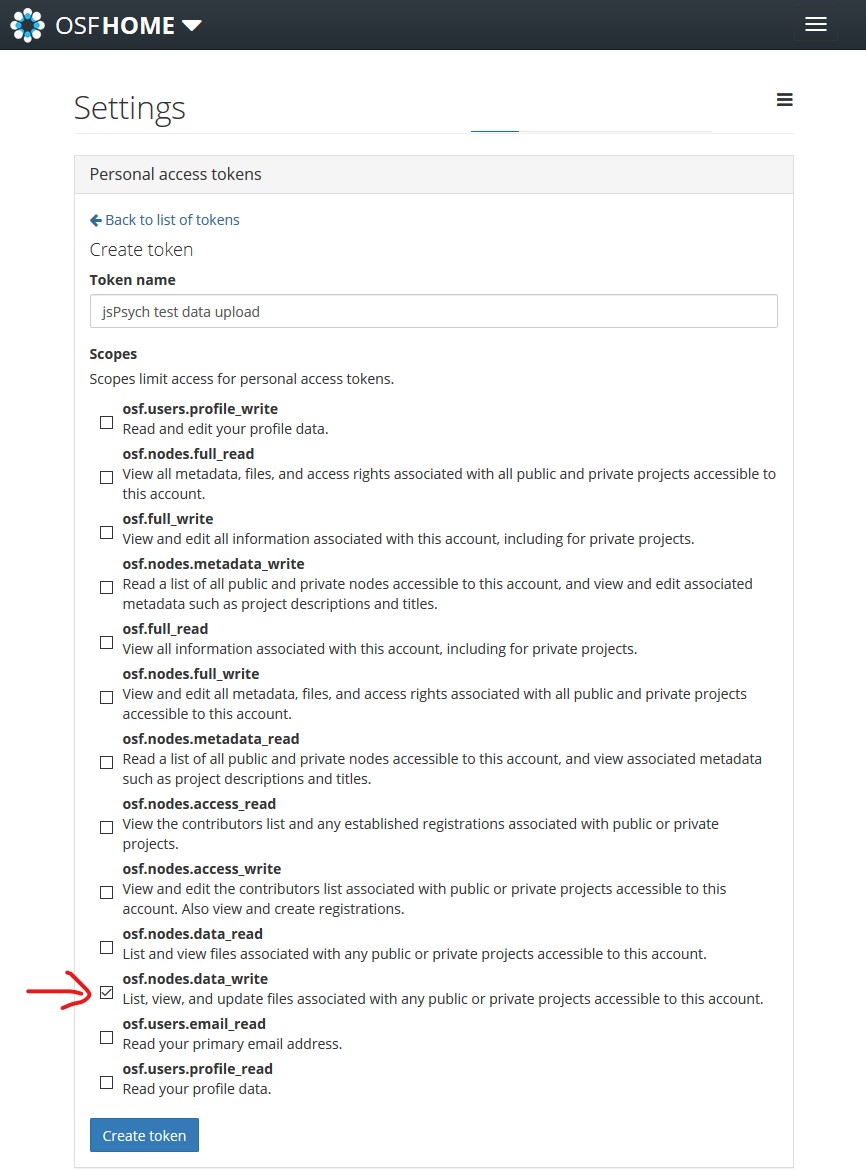 OSFHOME
Settings
Personal access tokens
Back to list of tokens
Create token
Token name
jsPsych test data upload
Scopes
Scopes limit access for personal access tokens.
osf.users.profile_write
Read and edit your profile data.
osf.nodes.full_read
View all metadata, files, and access rights associated with all public and private projects accessible to
this account.
osf.full_write
View and edit all information associated with this account, including for private projects.
osf.nodes.metadata_write
Read a list of all public and private nodes accessible to this account, and view and edit associated
metadata such as project descriptions and titles.
osf.full_read
View all information associated with this account, including for private projects.
osf.nodes.full_write
View and edit all metadata, files, and access rights associated with all public and private projects
accessible to this account.
osf.nodes.metadata_read
Read a list of all public and private nodes accessible to this account, and view associated metadata
such as project descriptions and titles.
osf.nodes.access_read
View the contributors list and any established registrations associated with public or private
projects.
osf.nodes.access_write
View and edit the contributors list associated with public or private projects accessible to this
account. Also view and create registrations.
osf.nodes.data_read
List and view files associated with any public or private projects accessible to this account.
osf.nodes.data_write
List, view, and update files associated with any public or private projects accessible to this account.
osf.users.email_read
Read your primary email address.
osf.users.profile_read
Read your profile data.
Create token